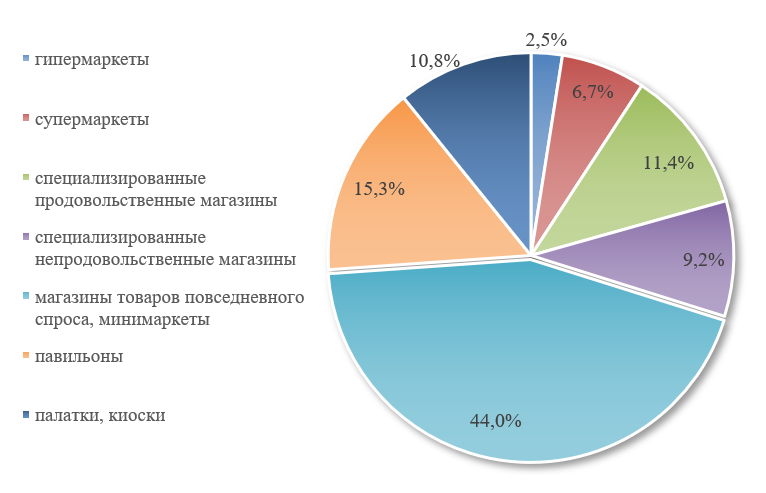 гипермаркеты
супермаркеты
специализированные
продовольственные магазины
специализированные
непродовольственные магазины
магазины товаров повседневного
спроса, минимаркеты
павильоны
палатки, киоски
2,5%
6,7%
11,4%
9,2%
44,0%
15,3%
10,8%